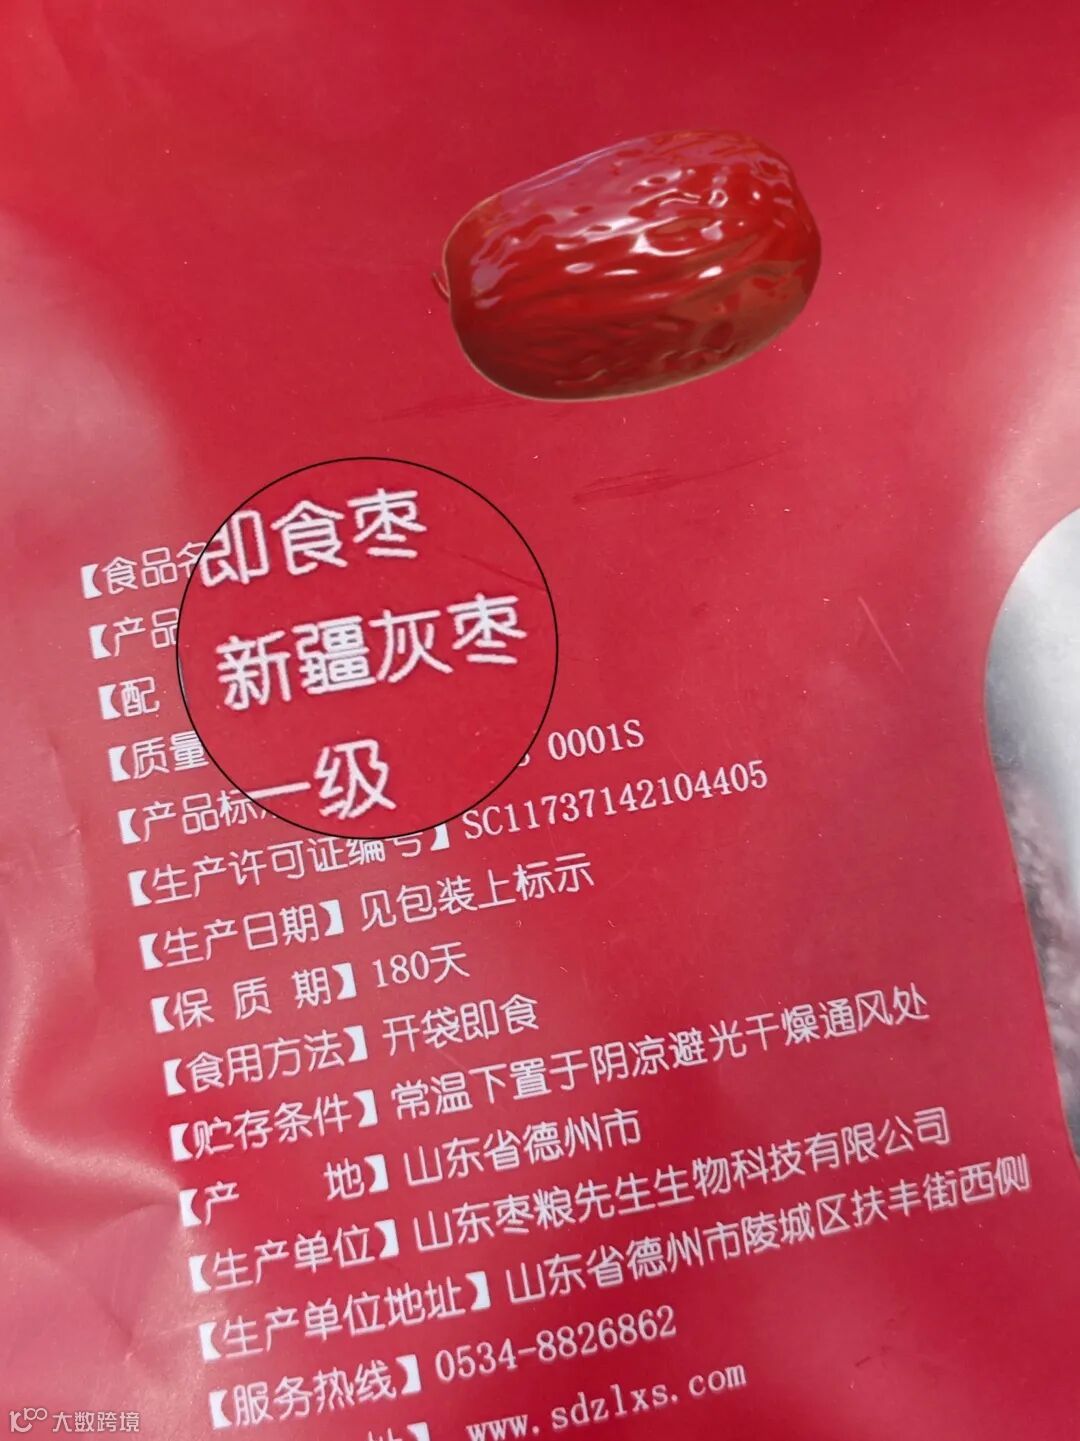 【食品名
即食枣
【产品
新疆灰枣
【配
【质量
一级
【产品标
0001S
【生产许可证编号】SC11737142104405
【生产日期】见包装上标示
【保质期】180天
【食用方法】开袋即食
【贮存条件】常温下置于阴凉避光干燥通风处
【产地】山东省德州市
【生产单位】山东枣粮先生生物科技有限公司
【生产单位地址】山东省德州市陵城区扶丰街西侧
【服务热线】0534-8826862
址】www.sdzlxs.com
大数跨境